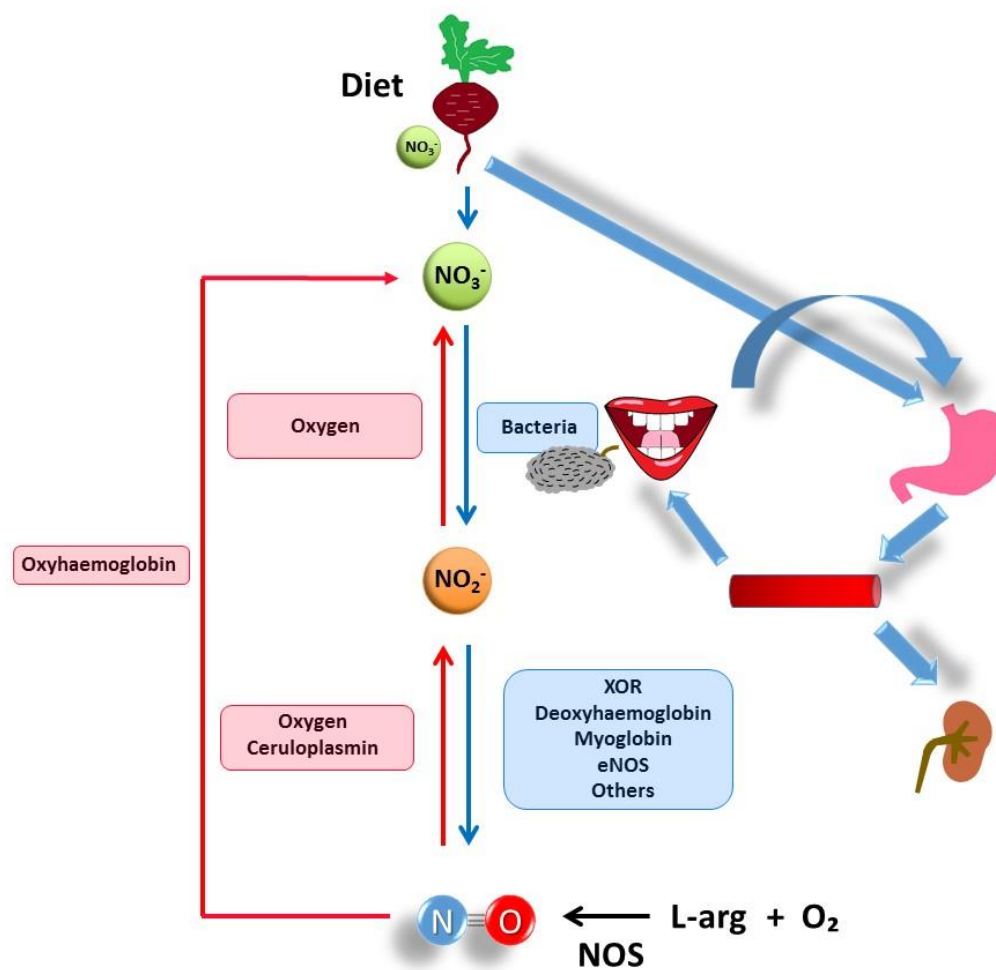 Diet
NO₃⁻
NO₃⁻
Oxygen
Bacteria
Oxyhaemoglobin
NO₂⁻
Oxygen
Ceruloplasmin
XOR
Deoxyhaemoglobin
Myoglobin
eNOS
Others
N≡O
L-arg + O₂
NOS